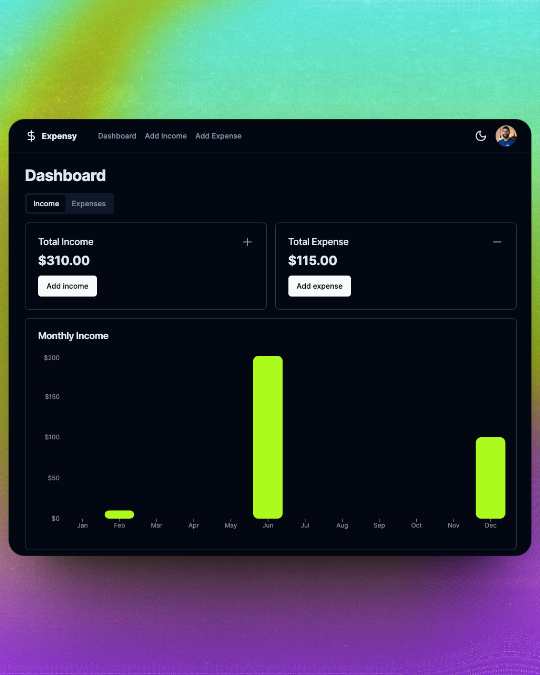 Expensy Dashboard Add Income Add Expense
Dashboard
Income Expenses
Total Income
$310.00
Add income
Total Expense
$115.00
Add expense
Monthly Income
$200
$150
$100
$50
$0
Jan Feb Mar Apr May Jun Jul Aug Sep Oct Nov Dec